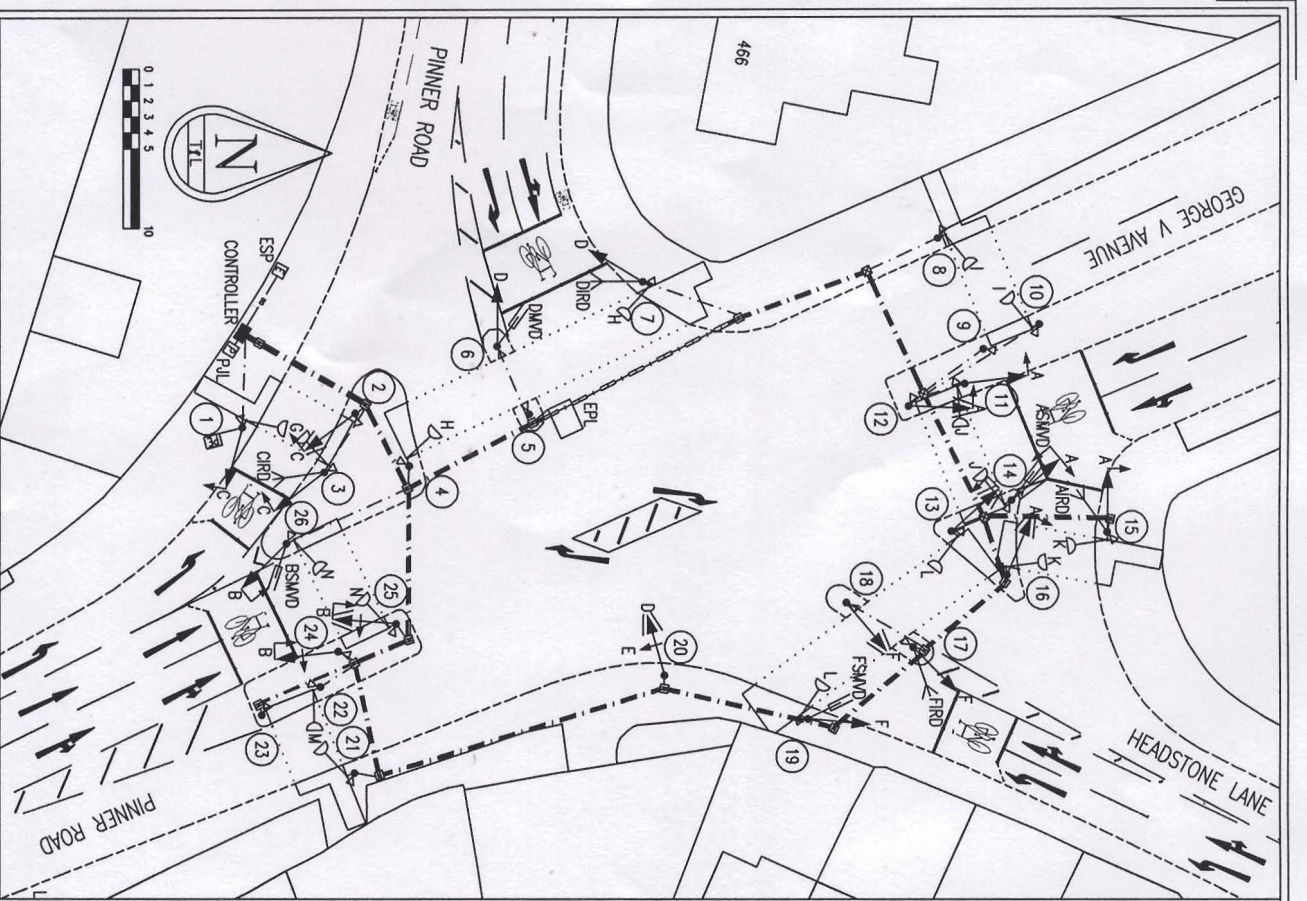 466
PINNER ROAD
GEORGE V AVENUE
HEADSTONE LANE
PINNER ROAD
0 1 2 3 4 5 10
N
TfL
ESP
CONTROLLER
PJL
1
2
3
4
5
6
7
8
9
10
11
12
13
14
15
16
17
18
19
20
21
22
23
24
25
26
D
DIRD
DMVD
D
H
EPL
H
G
C
CIRD
C
C
BSMVD
B
N
N
B
B
M
I
A
ASMVD
A
A
AIRD
A
J
J
K
K
L
L
F
F
FIRD
FSMVD
F
D
E